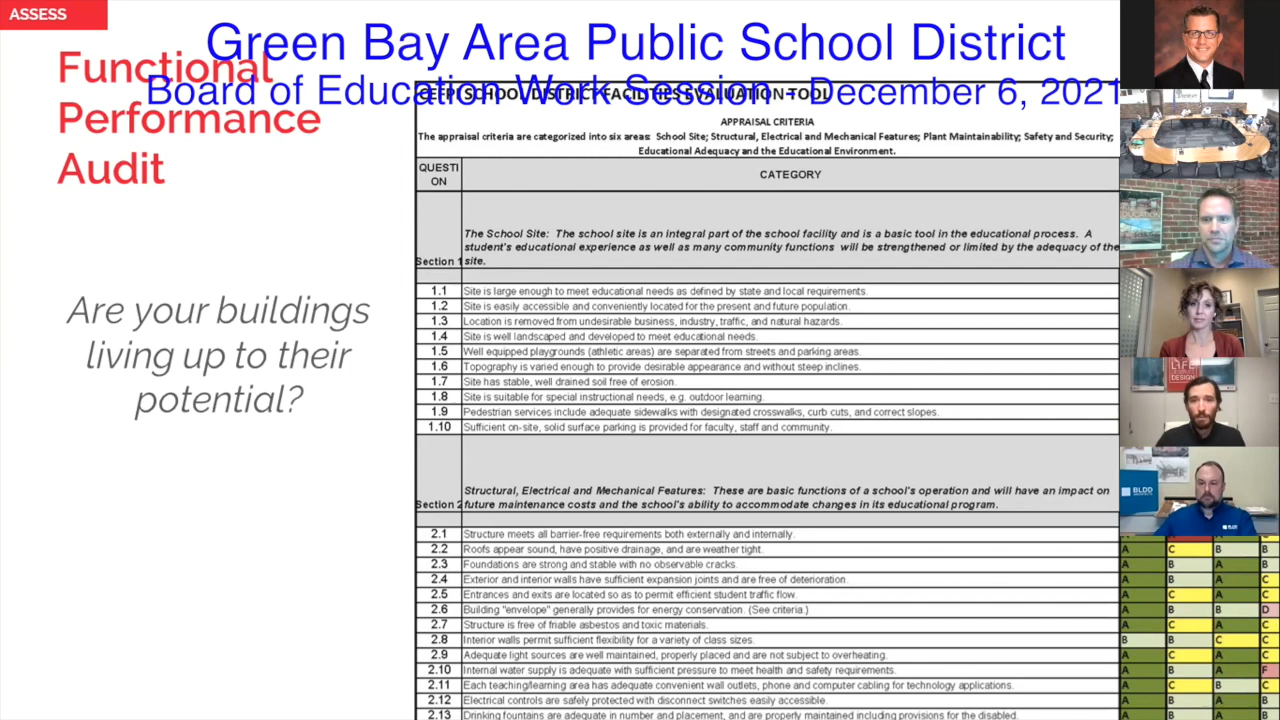 ASSESS
Green Bay Area Public School District
Board of Education Work Session - December 6, 2021
Functional
Performance
Audit
Are your buildings
living up to their
potential?
SCHOOL DISTRICT FACILITIES EVALUATION TOOL
APPRAISAL CRITERIA
The appraisal criteria are categorized into six areas: School Site; Structural, Electrical and Mechanical Features; Plant Maintainability; Safety and Security;
Educational Adequacy and the Educational Environment.
QUESTI
ON
CATEGORY
The School Site: The school site is an integral part of the school facility and is a basic tool in the educational process. A
student's educational experience as well as many community functions will be strengthened or limited by the adequacy of the
Section 1 site.
1.1 Site is large enough to meet educational needs as defined by state and local requirements.
1.2 Site is easily accessible and conveniently located for the present and future population.
1.3 Location is removed from undesirable business, industry, traffic, and natural hazards.
1.4 Site is well landscaped and developed to meet educational needs.
1.5 Well equipped playgrounds (athletic areas) are separated from streets and parking areas.
1.6 Topography is varied enough to provide desirable appearance and without steep inclines.
1.7 Site has stable, well drained soil free of erosion.
1.8 Site is suitable for special instructional needs, e.g. outdoor learning.
1.9 Pedestrian services include adequate sidewalks with designated crosswalks, curb cuts, and correct slopes.
1.10 Sufficient on-site, solid surface parking is provided for faculty, staff and community.
Structural, Electrical and Mechanical Features: These are basic functions of a school's operation and will have an impact on
Section 2 future maintenance costs and the school's ability to accommodate changes in its educational program.
2.1 Structure meets all barrier-free requirements both externally and internally.
2.2 Roofs appear sound, have positive drainage, and are weather tight. A C B B
2.3 Foundations are strong and stable with no observable cracks. A B A B
2.4 Exterior and interior walls have sufficient expansion joints and are free of deterioration. A B A C
2.5 Entrances and exits are located so as to permit efficient student traffic flow. A C A C
2.6 Building "envelope" generally provides for energy conservation. (See criteria.) A B B D
2.7 Structure is free of friable asbestos and toxic materials. A C A C
2.8 Interior walls permit sufficient flexibility for a variety of class sizes. B B C C
2.9 Adequate light sources are well maintained, properly placed and are not subject to overheating. A C A C
2.10 Internal water supply is adequate with sufficient pressure to meet health and safety requirements. A B A F
2.11 Each teaching/learning area has adequate convenient wall outlets, phone and computer cabling for technology applications. A C B C
2.12 Electrical controls are safely protected with disconnect switches easily accessible. A B A B
2.13 Drinking fountains are adequate in number and placement, and are properly maintained including provisions for the disabled. A B A B
LIFE
DESIGN
BLDD
BLDD